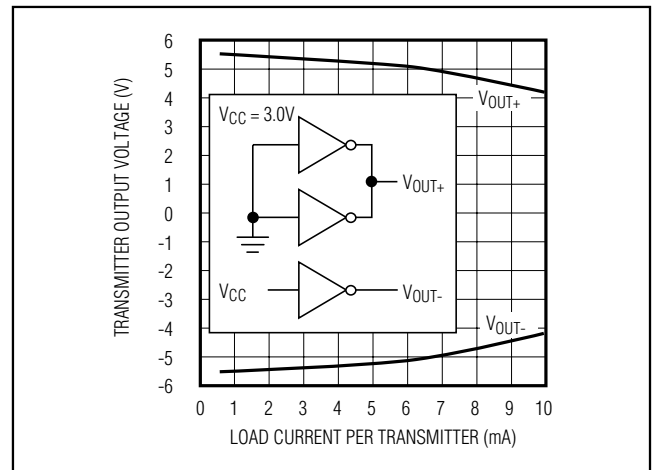 TRANSMITTER OUTPUT VOLTAGE (V)
6
5
4
3
2
1
0
-1
-2
-3
-4
-5
-6
VOUT+
VCC = 3.0V
VOUT+
VCC
VOUT-
VOUT-
0 1 2 3 4 5 6 7 8 9 10
LOAD CURRENT PER TRANSMITTER (mA)